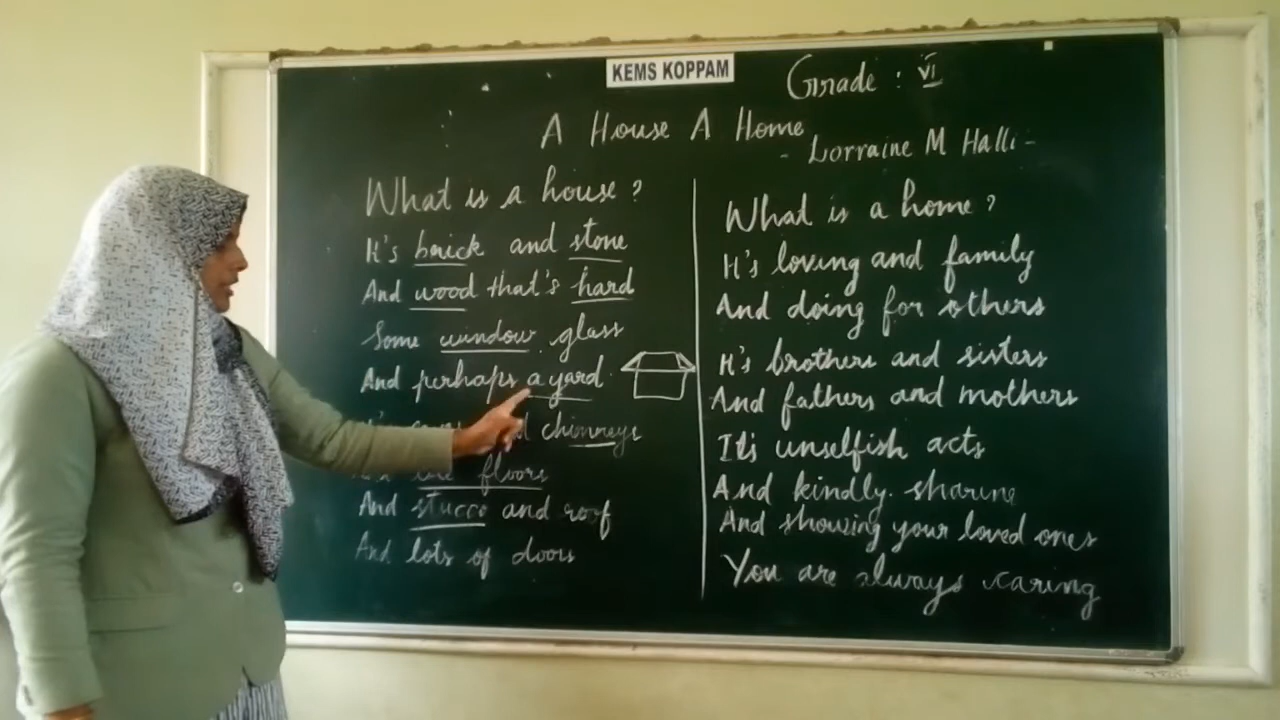 KEMS KOPPAM
Grade : VI
A House A Home
- Lorraine M Halli -
What is a house?
It's brick and stone
And wood that's hard
Some window glass
And perhaps a yard
chimneys
floors
And stucco and roof
And lots of doors
What is a home?
It's loving and family
And doing for others
It's brothers and sisters
And fathers and mothers
It's unselfish acts
And kindly sharing
And showing your loved ones
You are always caring